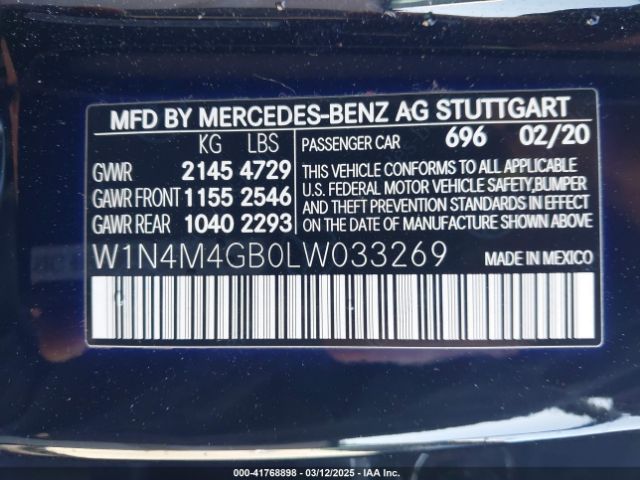 MFD BY MERCEDES-BENZ AG STUTTGART
KG LBS
GVWR 2145 4729
GAWR FRONT 1155 2546
GAWR REAR 1040 2293
PASSENGER CAR 696 02/20
THIS VEHICLE CONFORMS TO ALL APPLICABLE
U.S. FEDERAL MOTOR VEHICLE SAFETY,BUMPER
AND THEFT PREVENTION STANDARDS IN EFFECT
ON THE DATE OF MANUFACTURE SHOWN ABOVE.
W1N4M4GB0LW033269
MADE IN MEXICO
000-41768898 - 03/12/2025 - IAA, LLC